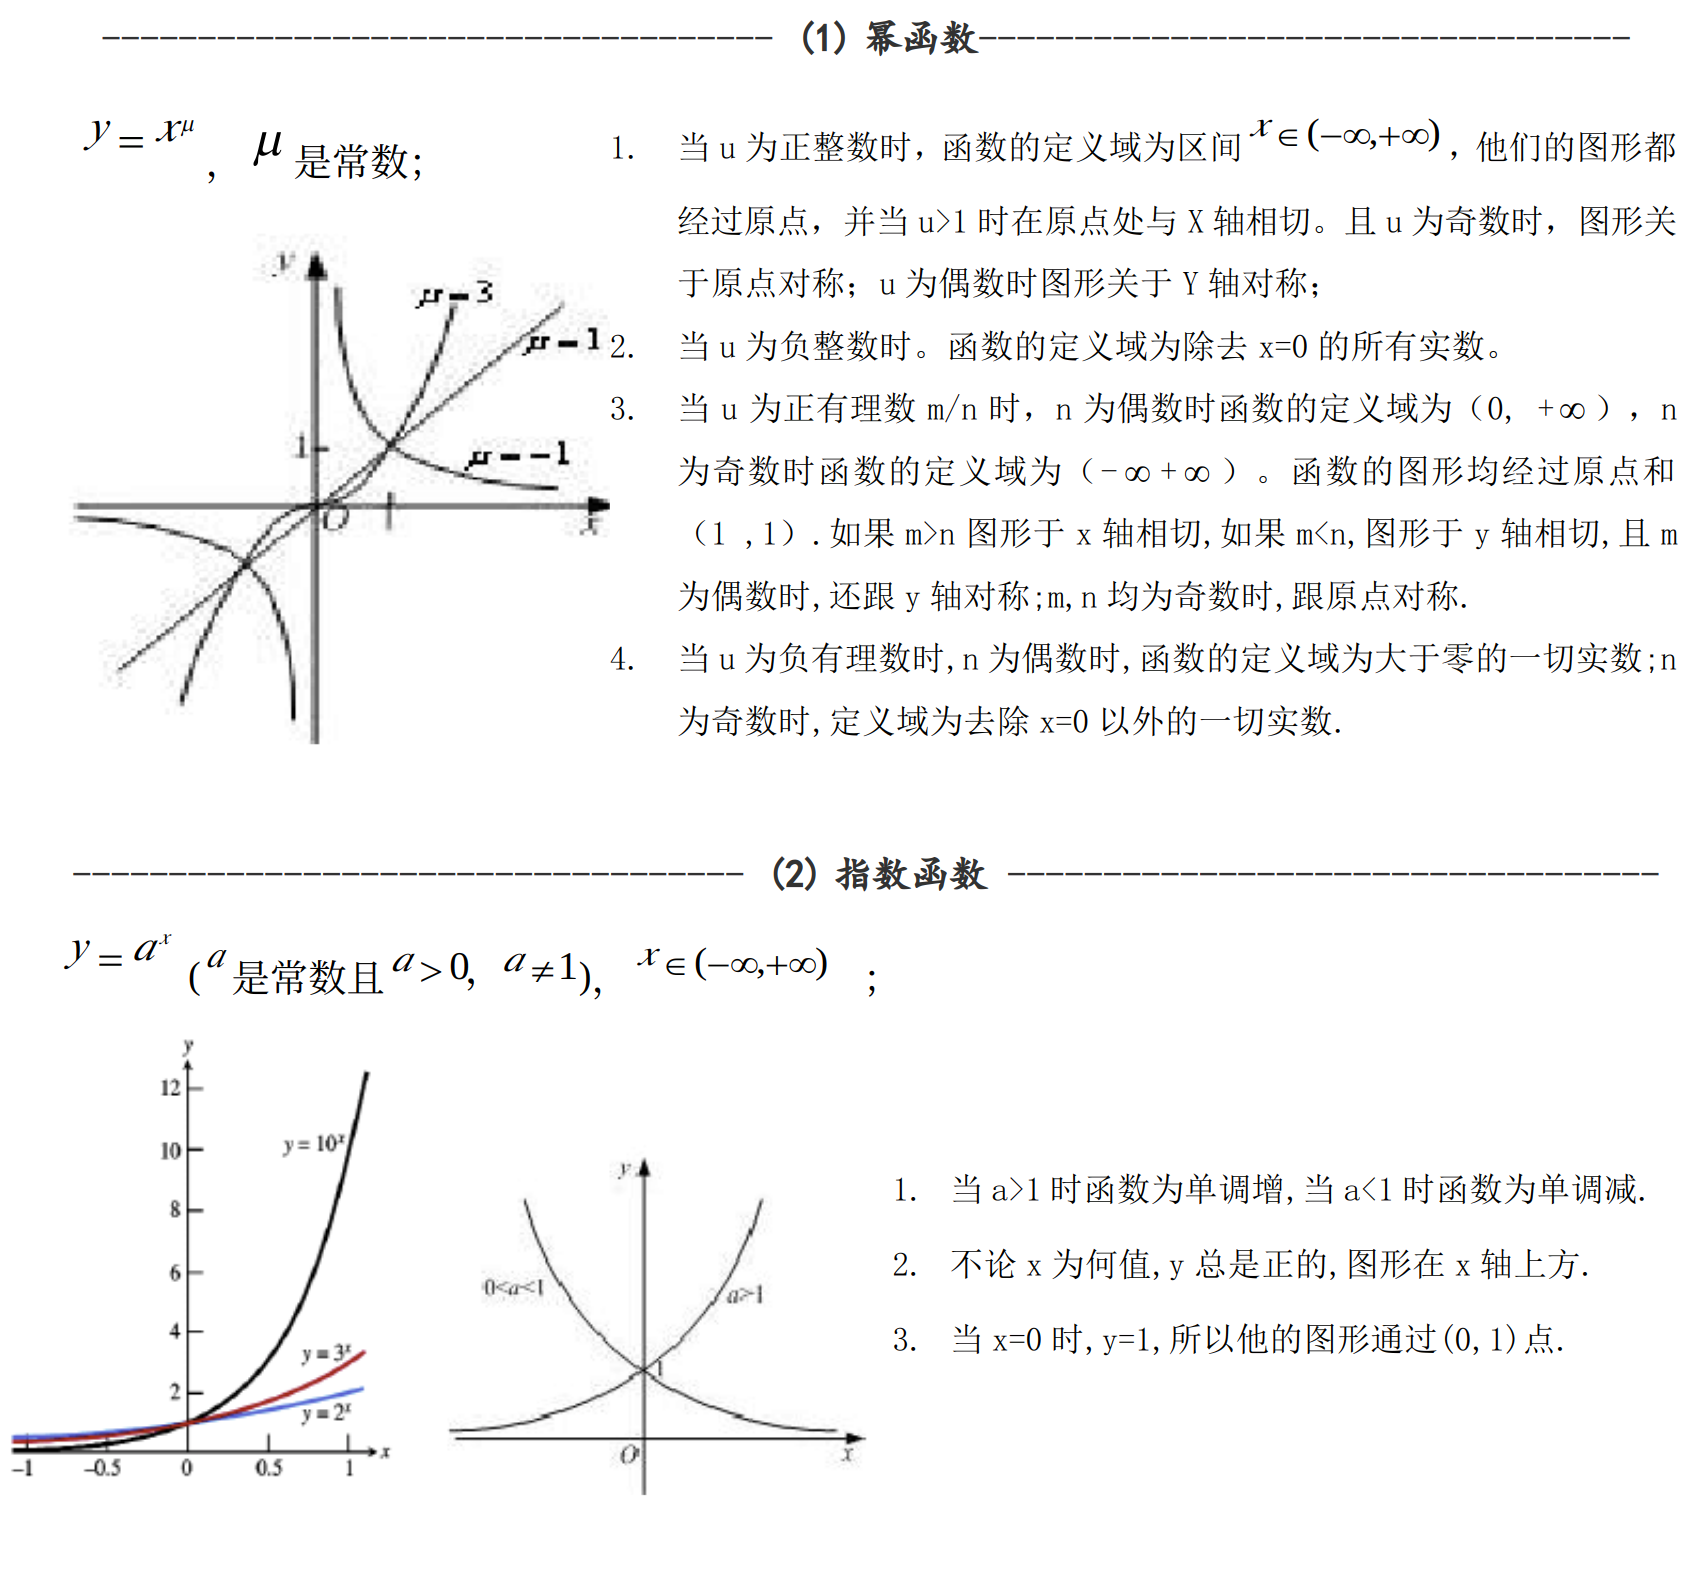 ----------------------------------- (1) 幂函数----------------------------------
y = x^μ, μ 是常数;
y
μ=3
μ=1
1
μ=-1
O
1
x
1. 当 u 为正整数时，函数的定义域为区间 x∈(−∞,+∞)，他们的图形都
经过原点，并当 u>1 时在原点处与 X 轴相切。且 u 为奇数时，图形关
于原点对称；u 为偶数时图形关于 Y 轴对称；
2. 当 u 为负整数时。函数的定义域为除去 x=0 的所有实数。
3. 当 u 为正有理数 m/n 时，n 为偶数时函数的定义域为（0, +∞），n
为奇数时函数的定义域为（-∞+∞）。函数的图形均经过原点和
（1 ,1）.如果 m>n 图形于 x 轴相切,如果 m<n,图形于 y 轴相切,且 m
为偶数时,还跟 y 轴对称;m,n 均为奇数时,跟原点对称.
4. 当 u 为负有理数时,n 为偶数时,函数的定义域为大于零的一切实数;n
为奇数时,定义域为去除 x=0 以外的一切实数.
----------------------------------- (2) 指数函数 ----------------------------------
y = a^x (a 是常数且 a>0, a≠1), x∈(−∞,+∞) ;
y
12
10
y = 10^x
8
6
4
y = 3^x
2
y = 2^x
x
−1 −0.5 0 0.5 1
y
0<a<1
a>1
1
O
x
1. 当 a>1 时函数为单调增,当 a<1 时函数为单调减.
2. 不论 x 为何值,y 总是正的,图形在 x 轴上方.
3. 当 x=0 时,y=1,所以他的图形通过(0,1)点.